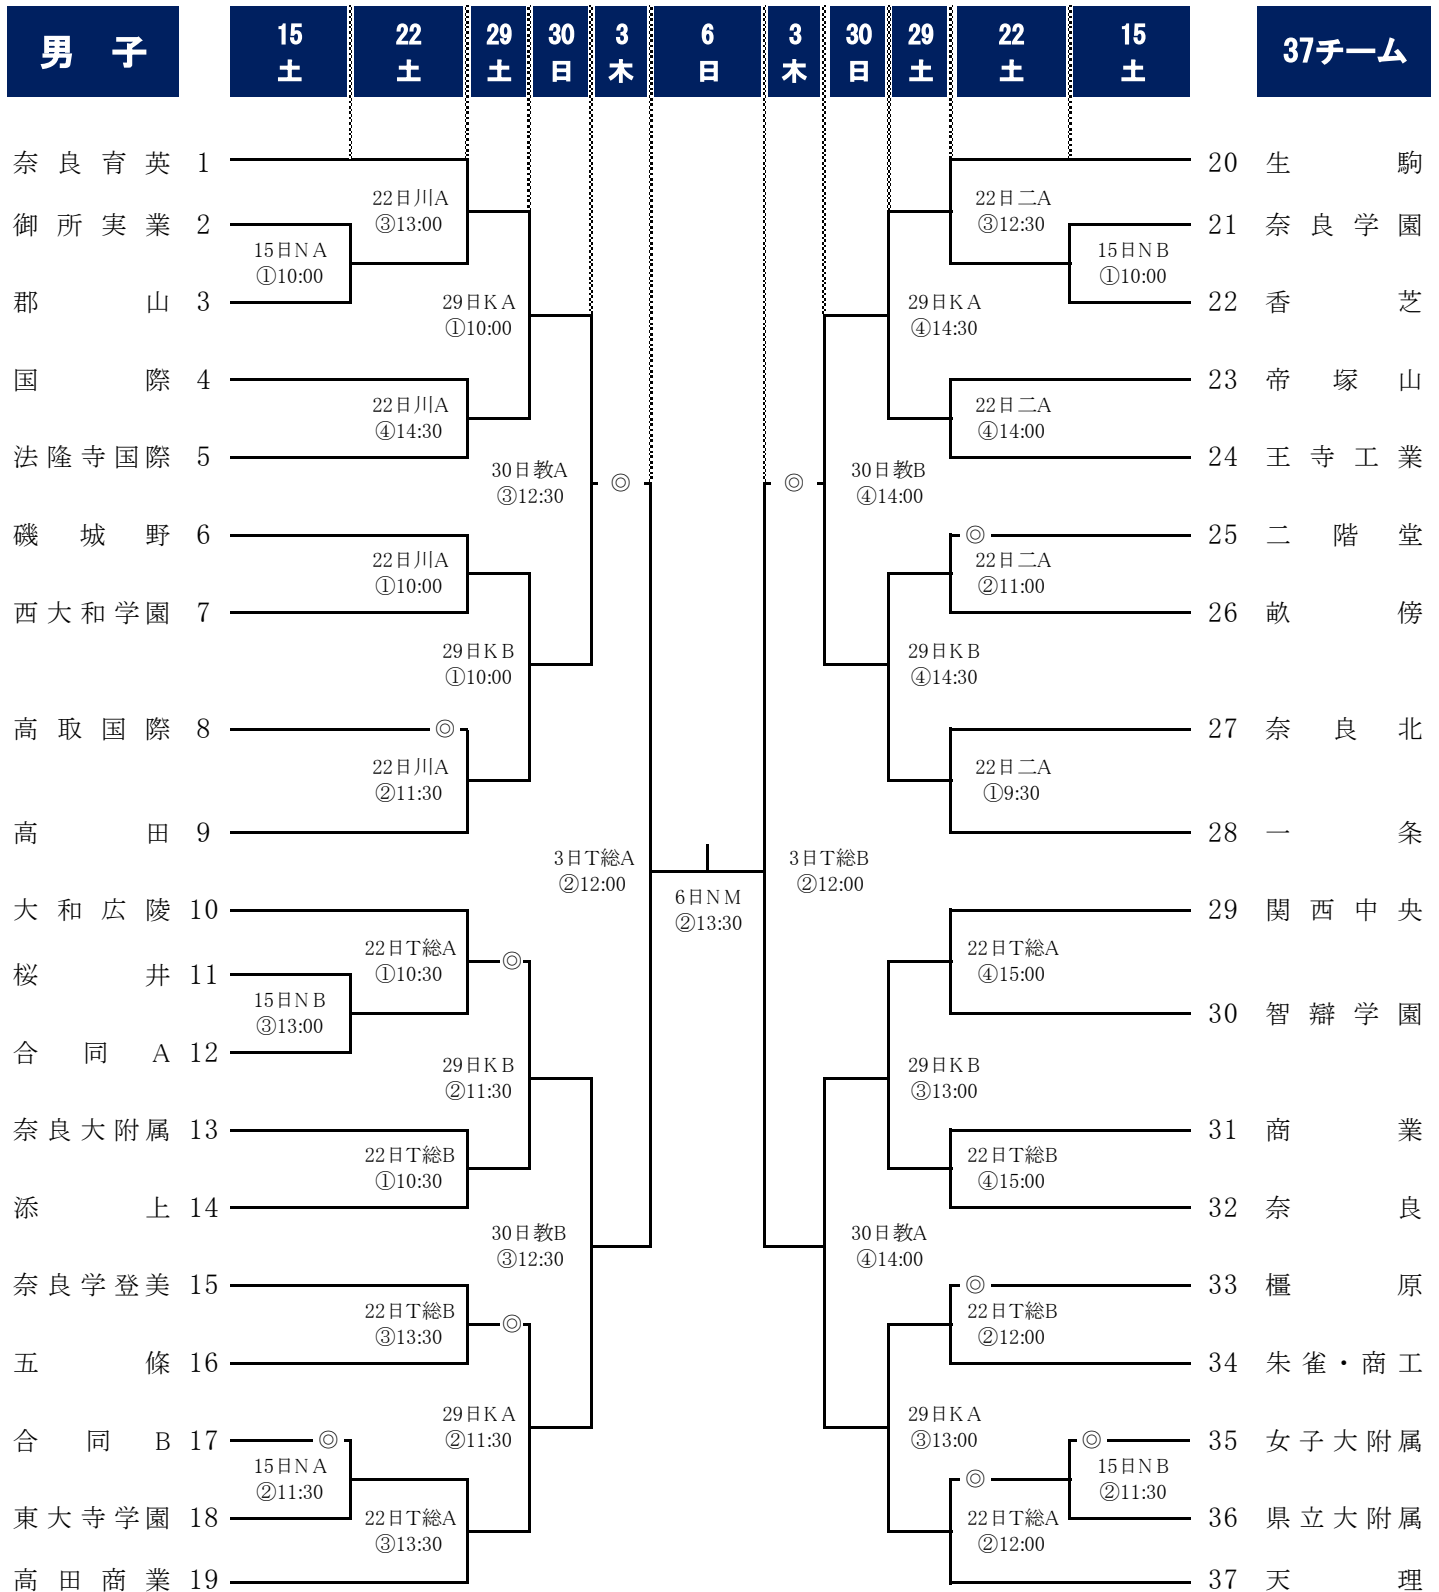 男子 15 22 29 30 3 6 3 30 29 22 15 37チーム
土 土 土 日 木 日 木 日 土 土 土
奈良育英 1
御所実業 2
郡山 3
国際 4
法隆寺国際 5
磯城野 6
西大和学園 7
高取国際 8
高田 9
大和広陵 10
桜井 11
合同A 12
奈良大附属 13
添上 14
奈良学登美 15
五條 16
合同B 17
東大寺学園 18
高田商業 19
15日NA
①10:00
15日NB
③13:00
15日NA
②11:30
◎
22日川A
③13:00
22日川A
④14:30
22日川A
①10:00
◎
22日川A
②11:30
22日T総A
①10:30
22日T総B
①10:30
22日T総B
③13:30
22日T総A
③13:30
29日KA
①10:00
29日KB
①10:00
◎
29日KB
②11:30
◎
29日KA
②11:30
30日教A
③12:30
30日教B
③12:30
◎
3日T総A
②12:00
6日NM
②13:30
◎
3日T総B
②12:00
30日教B
④14:00
30日教A
④14:00
29日KA
④14:30
29日KB
④14:30
29日KB
③13:00
29日KA
③13:00
22日二A
③12:30
22日二A
④14:00
◎
22日二A
②11:00
22日二A
①9:30
22日T総A
④15:00
22日T総B
④15:00
◎
22日T総B
②12:00
◎
22日T総A
②12:00
15日NB
①10:00
◎
15日NB
②11:30
20 生駒
21 奈良学園
22 香芝
23 帝塚山
24 王寺工業
25 二階堂
26 畝傍
27 奈良北
28 一条
29 関西中央
30 智辯学園
31 商業
32 奈良
33 橿原
34 朱雀・商工
35 女子大附属
36 県立大附属
37 天理